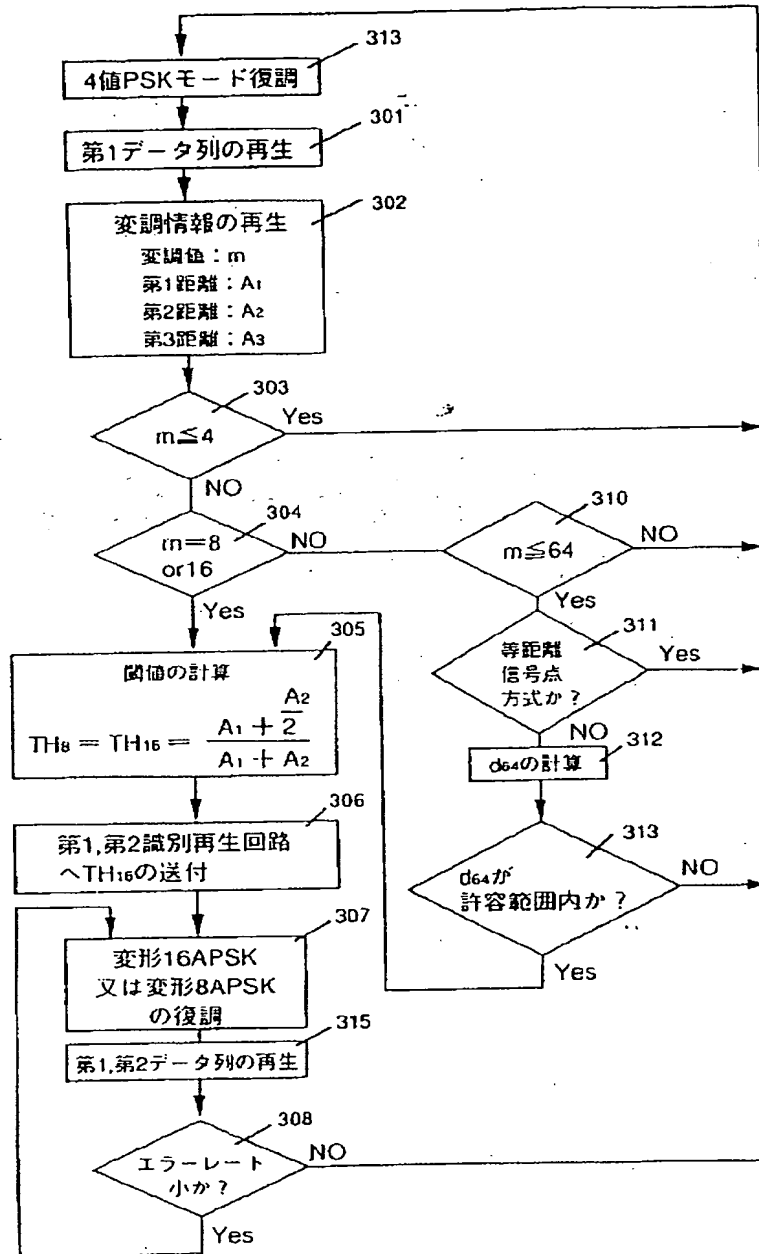 313
4値PSKモード復調
301
第1データ列の再生
302
変調情報の再生
変調値：m
第1距離：A1
第2距離：A2
第3距離：A3
303
m≦4
Yes
NO
304
m=8
or16
NO
Yes
310
m≦64
NO
Yes
311
等距離
信号点
方式か？
Yes
NO
312
d64の計算
313
d64が
許容範囲内か？
NO
Yes
305
閾値の計算
TH8 = TH16 = (A1 + A2/2) / (A1 + A2)
306
第1,第2識別再生回路
へTH16の送付
307
変形16APSK
又は変形8APSK
の復調
315
第1,第2データ列の再生
308
エラーレート
小か？
NO
Yes